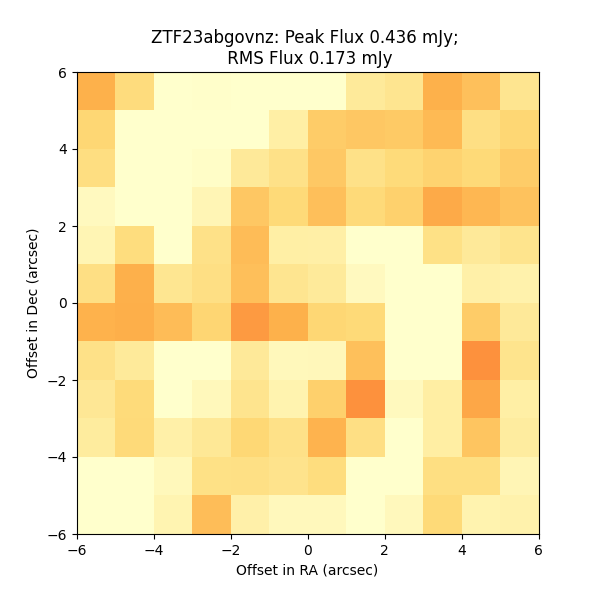 ZTF23abgovnz: Peak Flux 0.436 mJy;
RMS Flux 0.173 mJy
6
4
2
0
−2
−4
−6
Offset in Dec (arcsec)
−6 −4 −2 0 2 4 6
Offset in RA (arcsec)